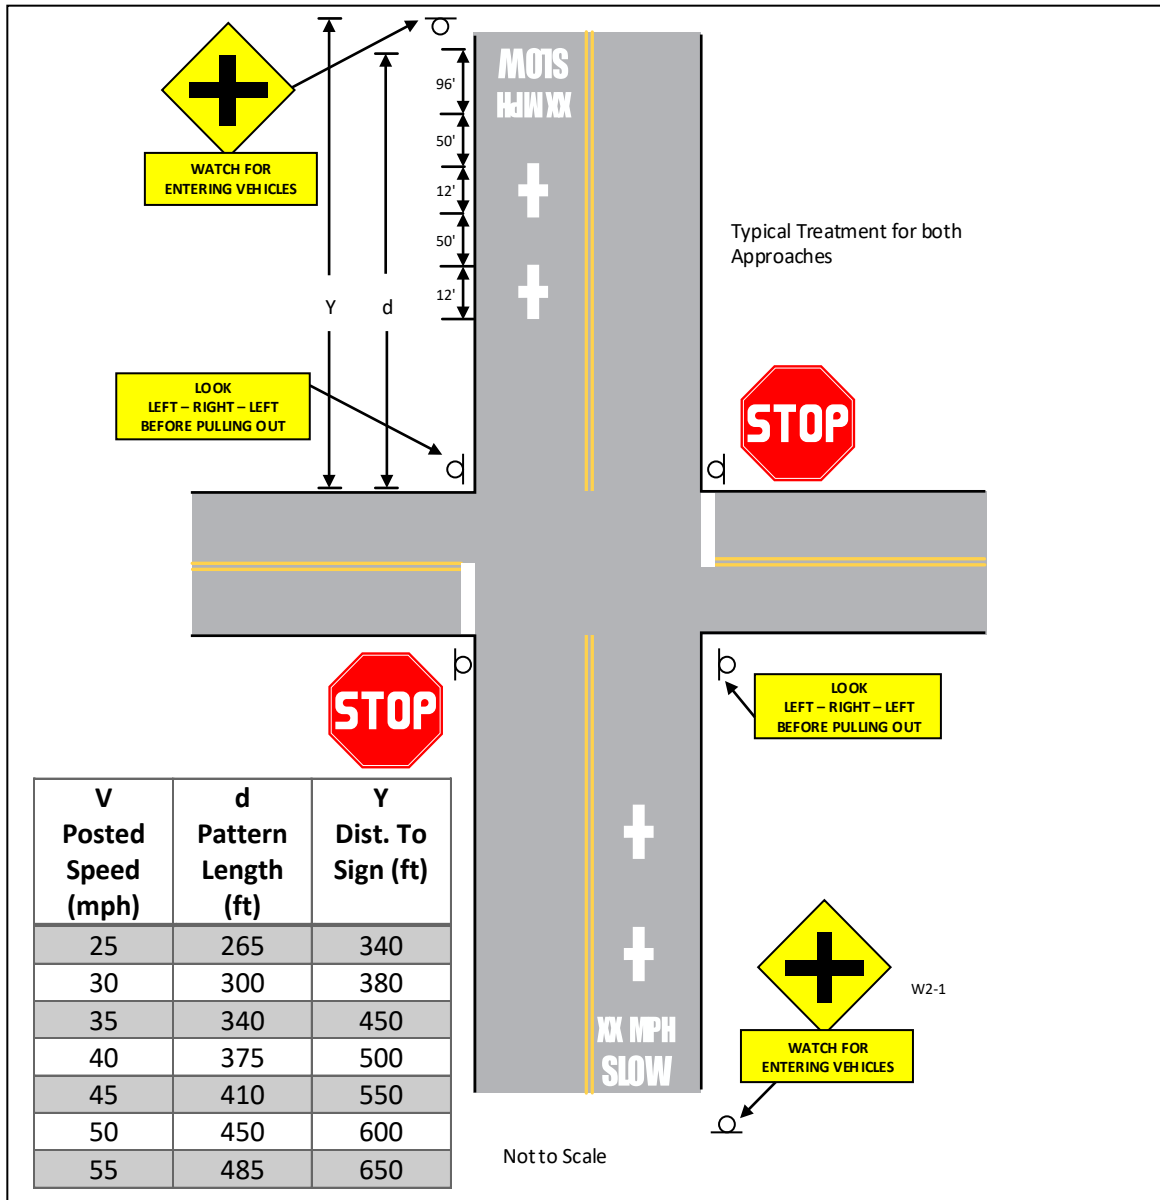 SLOW
XX MPH
96'
50'
12'
50'
12'
WATCH FOR
ENTERING VEHICLES
Typical Treatment for both
Approaches
Y
d
LOOK
LEFT – RIGHT – LEFT
BEFORE PULLING OUT
STOP
STOP
LOOK
LEFT – RIGHT – LEFT
BEFORE PULLING OUT
V
Posted
Speed
(mph)
d
Pattern
Length
(ft)
Y
Dist. To
Sign (ft)
25 265 340
30 300 380
35 340 450
40 375 500
45 410 550
50 450 600
55 485 650
W2-1
XX MPH
SLOW
WATCH FOR
ENTERING VEHICLES
Not to Scale